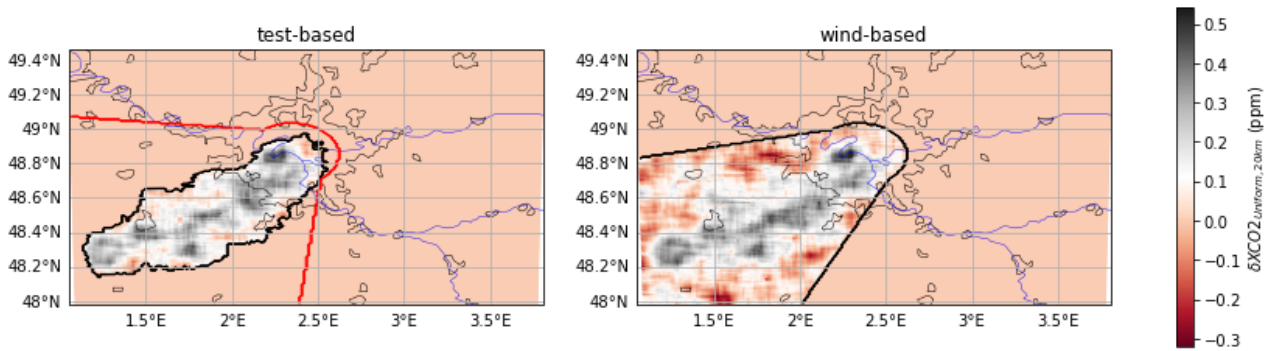 test-based
49.4°N
49.2°N
49°N
48.8°N
48.6°N
48.4°N
48.2°N
48°N
1.5°E 2°E 2.5°E 3°E 3.5°E
wind-based
49.4°N
49.2°N
49°N
48.8°N
48.6°N
48.4°N
48.2°N
48°N
1.5°E 2°E 2.5°E 3°E 3.5°E
0.5
0.4
0.3
0.2
0.1
0.0
−0.1
−0.2
−0.3
δXCO2 Uniform,20km (ppm)